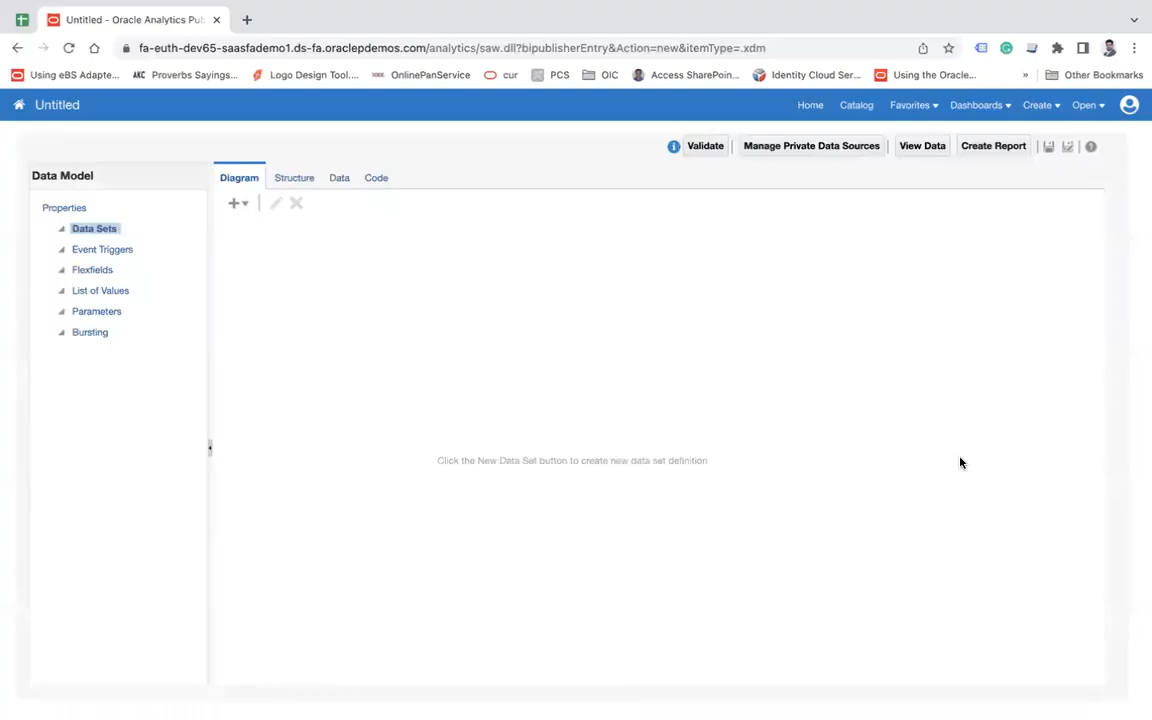 Untitled - Oracle Analytics Pub
fa-euth-dev65-saasfademo1.ds-fa.oraclepdemos.com/analytics/saw.dll?bipublisherEntry&Action=new&itemType=.xdm
Using eBS Adapte... AKC Proverbs Sayings... Logo Design Tool.... OnlinePanService cur PCS OIC Access SharePoin... Identity Cloud Ser... Using the Oracle... » Other Bookmarks
Untitled Home Catalog Favorites Dashboards Create Open
Validate Manage Private Data Sources View Data Create Report
Data Model
Diagram Structure Data Code
Properties
Data Sets
Event Triggers
Flexfields
List of Values
Parameters
Bursting
Click the New Data Set button to create new data set definition